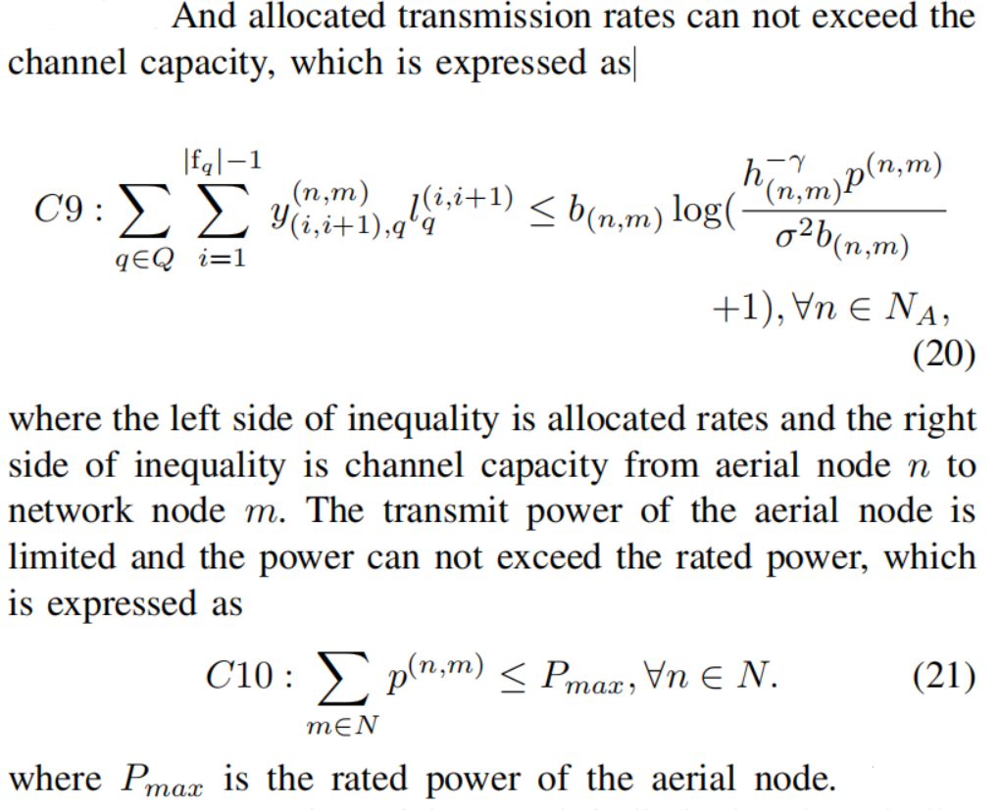 And allocated transmission rates can not exceed the
channel capacity, which is expressed as
C9 : \sum_{q \in Q} \sum_{i=1}^{|f_q|-1} y_{(i,i+1),q}^{(n,m)} l_q^{(i,i+1)} \leq b_{(n,m)} \log(\frac{h_{(n,m)}^{-\gamma} p^{(n,m)}}{\sigma^2 b_{(n,m)}}
+1), \forall n \in N_A,
(20)
where the left side of inequality is allocated rates and the right
side of inequality is channel capacity from aerial node n to
network node m. The transmit power of the aerial node is
limited and the power can not exceed the rated power, which
is expressed as
C10 : \sum_{m \in N} p^{(n,m)} \leq P_{max}, \forall n \in N. (21)
where P_{max} is the rated power of the aerial node.